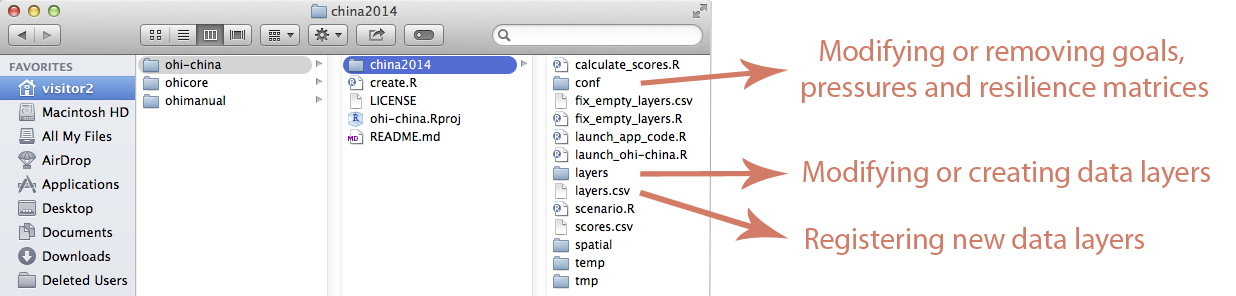 china2014
FAVORITES
visitor2
Macintosh HD
All My Files
AirDrop
Applications
Desktop
Documents
Downloads
Deleted Users
ohi-china
ohicore
ohimanual
china2014
create.R
LICENSE
ohi-china.Rproj
README.md
calculate_scores.R
conf
fix_empty_layers.csv
fix_empty_layers.R
launch_app_code.R
launch_ohi-china.R
layers
layers.csv
scenario.R
scores.csv
spatial
temp
tmp
Modifying or removing goals,
pressures and resilience matrices
Modifying or creating data layers
Registering new data layers